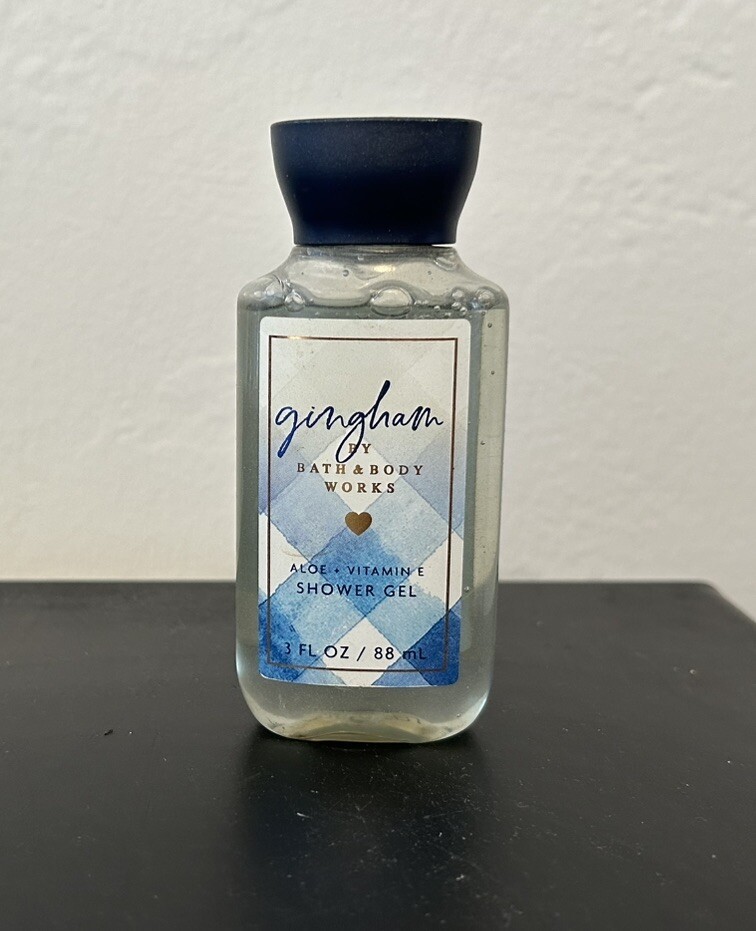 gingham
BY
BATH & BODY
WORKS
ALOE + VITAMIN E
SHOWER GEL
3 FL OZ / 88 mL